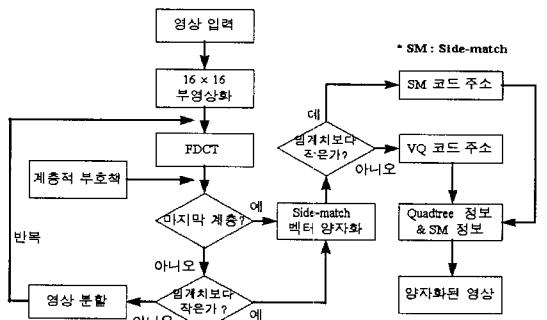 영상 입력
* SM : Side-match
16 × 16
부영상화
예
SM 코드 주소
FDCT
임계치보다
작은가?
아니오
VQ 코드 주소
계층적 부호책
마지막 계층?
예
Side-match
벡터 양자화
Quadtree 정보
& SM 정보
반복
아니오
영상 분할
임계치보다
작은가?
아니오
예
양자화된 영상